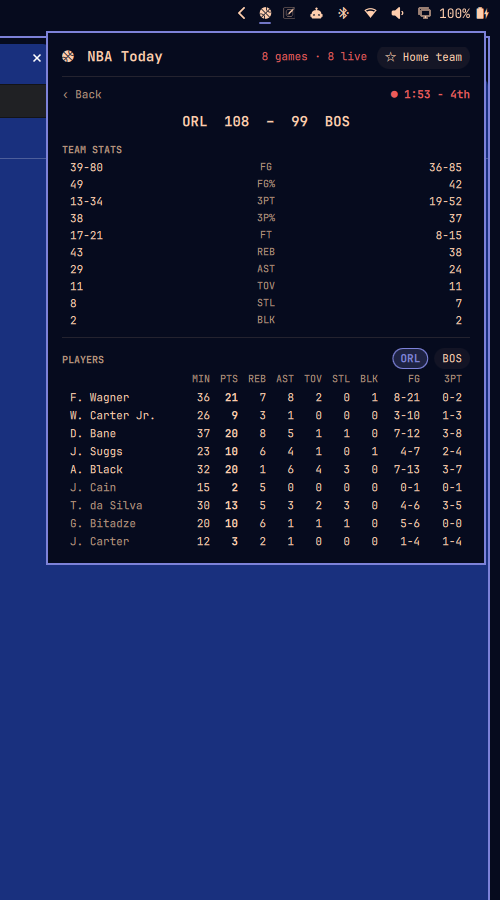 100%
×
NBA Today 8 games · 8 live ☆ Home team
‹ Back ● 1:53 - 4th
ORL 108 – 99 BOS
TEAM STATS
39-80 FG 36-85
49 FG% 42
13-34 3PT 19-52
38 3P% 37
17-21 FT 8-15
43 REB 38
29 AST 24
11 TOV 11
8 STL 7
2 BLK 2
PLAYERS ORL BOS
MIN PTS REB AST TOV STL BLK FG 3PT
F. Wagner 36 21 7 8 2 0 1 8-21 0-2
W. Carter Jr. 26 9 3 1 0 0 0 3-10 1-3
D. Bane 37 20 8 5 1 1 0 7-12 3-8
J. Suggs 23 10 6 4 1 0 1 4-7 2-4
A. Black 32 20 1 6 4 3 0 7-13 3-7
J. Cain 15 2 5 0 0 0 0 0-1 0-1
T. da Silva 30 13 5 3 2 3 0 4-6 3-5
G. Bitadze 20 10 6 1 1 1 0 5-6 0-0
J. Carter 12 3 2 1 0 0 0 1-4 1-4